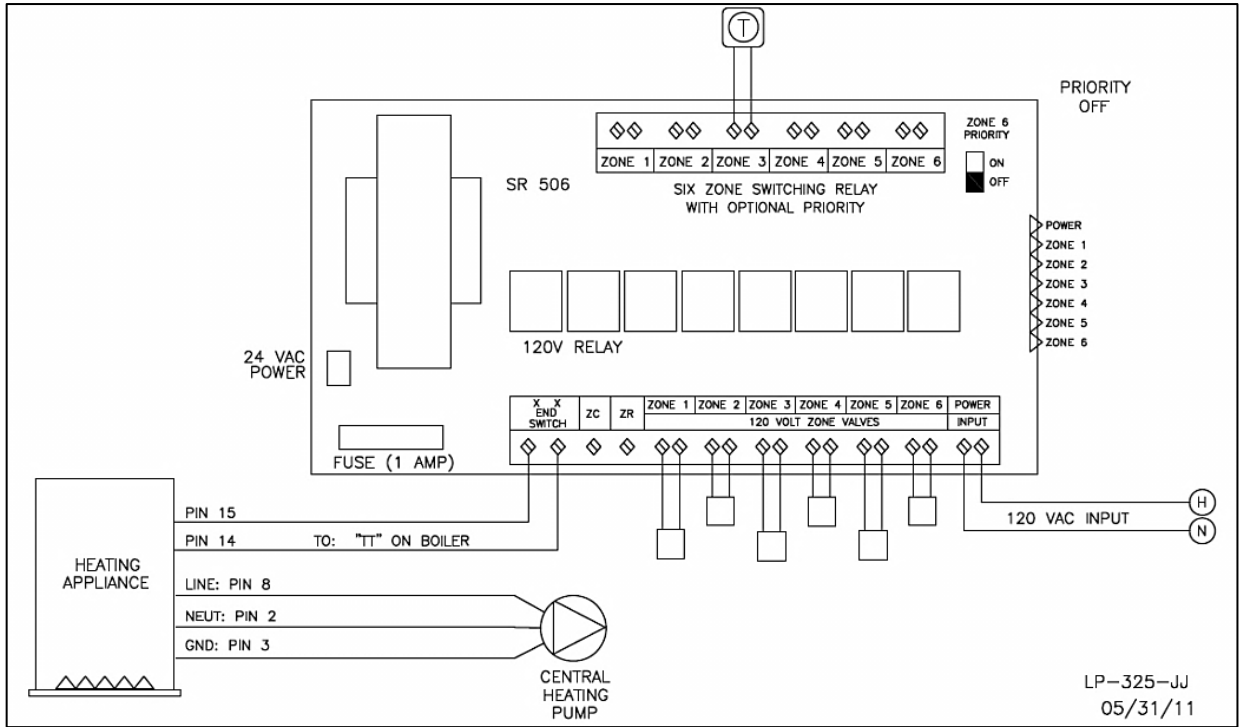 T
PRIORITY
OFF
ZONE 6
PRIORITY
ON
OFF
ZONE 1 ZONE 2 ZONE 3 ZONE 4 ZONE 5 ZONE 6
SR 506
SIX ZONE SWITCHING RELAY
WITH OPTIONAL PRIORITY
POWER
ZONE 1
ZONE 2
ZONE 3
ZONE 4
ZONE 5
ZONE 6
120V RELAY
24 VAC
POWER
FUSE (1 AMP)
X X
END
SWITCH
ZC
ZR
ZONE 1 ZONE 2 ZONE 3 ZONE 4 ZONE 5 ZONE 6
120 VOLT ZONE VALVES
POWER
INPUT
H
120 VAC INPUT
N
PIN 15
PIN 14 TO: "TT" ON BOILER
HEATING
APPLIANCE
LINE: PIN 8
NEUT: PIN 2
GND: PIN 3
CENTRAL
HEATING
PUMP
LP-325-JJ
05/31/11